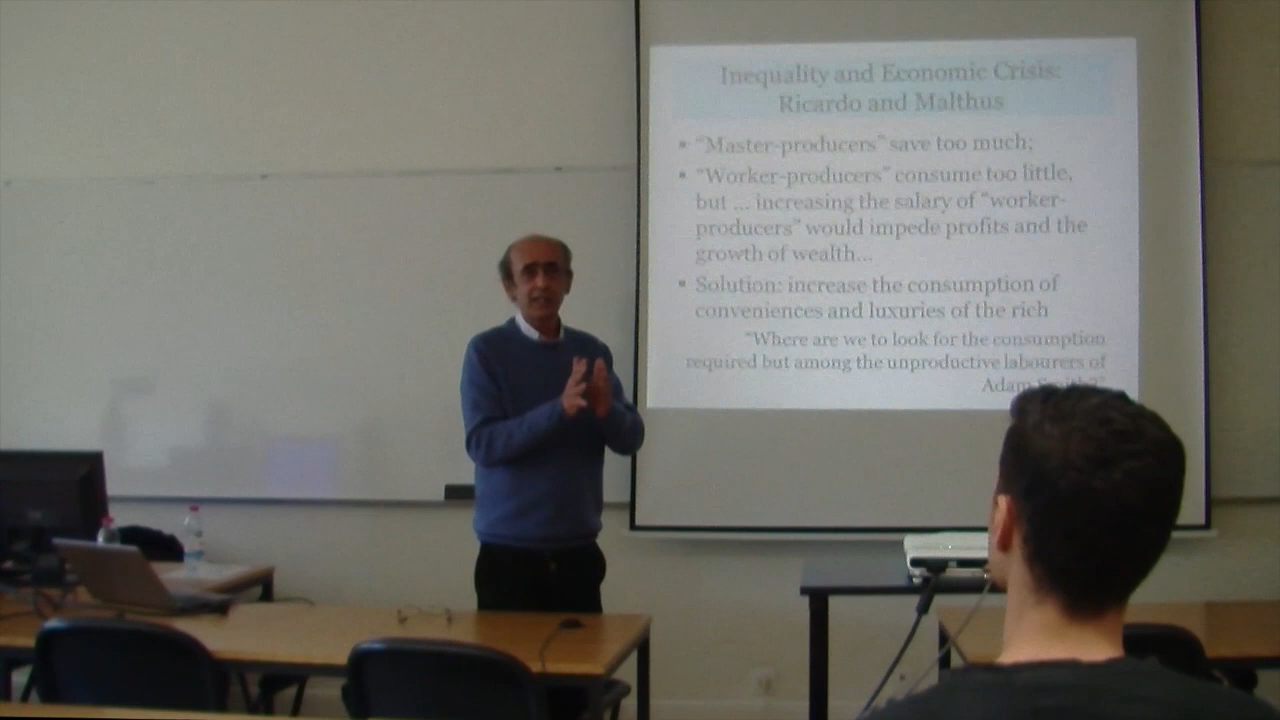 Inequality and Economic Crisis:
Ricardo and Malthus
▪ "Master-producers" save too much;
▪ "Worker-producers" consume too little,
but ... increasing the salary of "worker-
producers" would impede profits and the
growth of wealth...
▪ Solution: increase the consumption of
conveniences and luxuries of the rich
"Where are we to look for the consumption
required but among the unproductive labourers of
Adam Smith?"